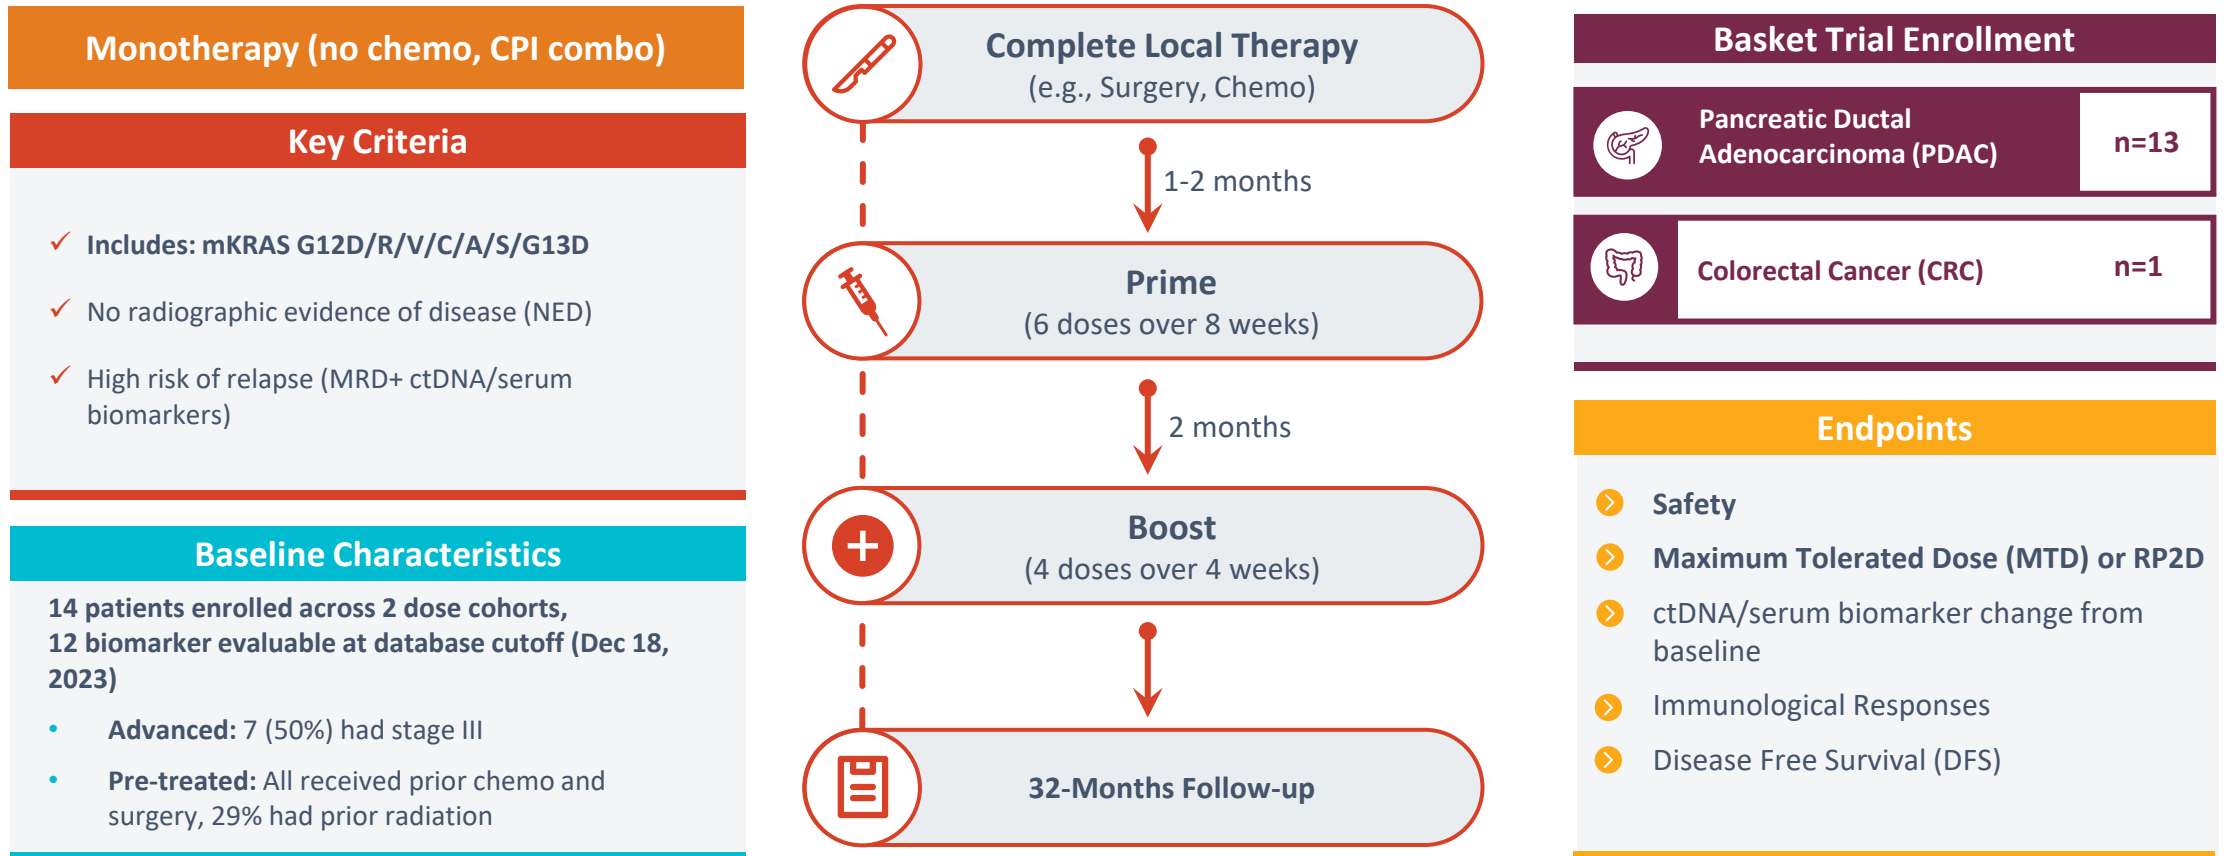 Monotherapy (no chemo, CPI combo)
Key Criteria
Includes: mKRAS G12D/R/V/C/A/S/G13D
No radiographic evidence of disease (NED)
High risk of relapse (MRD+ ctDNA/serum
biomarkers)
Baseline Characteristics
14 patients enrolled across 2 dose cohorts,
12 biomarker evaluable at database cutoff (Dec 18,
2023)
• Advanced: 7 (50%) had stage III
• Pre-treated: All received prior chemo and
surgery, 29% had prior radiation
Complete Local Therapy
(e.g., Surgery, Chemo)
1-2 months
Prime
(6 doses over 8 weeks)
2 months
Boost
(4 doses over 4 weeks)
32-Months Follow-up
Basket Trial Enrollment
Pancreatic Ductal
Adenocarcinoma (PDAC)
n=13
Colorectal Cancer (CRC)
n=1
Endpoints
Safety
Maximum Tolerated Dose (MTD) or RP2D
ctDNA/serum biomarker change from
baseline
Immunological Responses
Disease Free Survival (DFS)